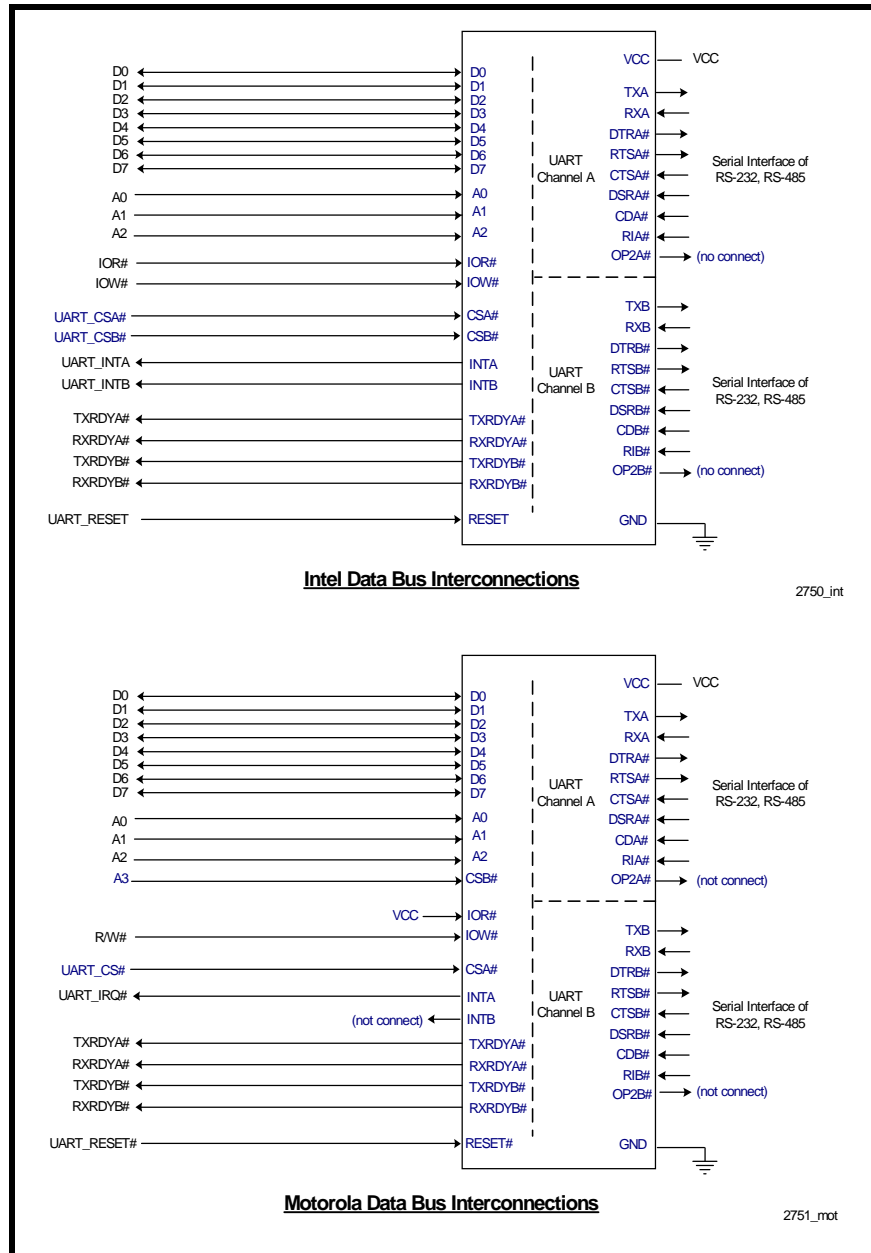 VCC VCC
D0 D0
D1 D1
D2 D2 TXA
D3 D3 RXA
D4 D4 DTRA#
D5 D5
D6 D6 UART RTSA# Serial Interface of
D7 D7 Channel A CTSA# RS-232, RS-485
A0 A0 DSRA#
A1 A1 CDA#
A2 A2 RIA#
IOR# IOR# OP2A# (no connect)
IOW# IOW#
TXB
UART_CSA# CSA# RXB
UART_CSB# CSB# DTRB#
UART_INTA INTA UART RTSB# Serial Interface of
UART_INTB INTB Channel B CTSB# RS-232, RS-485
DSRB#
TXRDYA# TXRDYA# CDB#
RXRDYA# RXRDYA# RIB#
TXRDYB# TXRDYB# OP2B# (no connect)
RXRDYB# RXRDYB#
UART_RESET RESET GND
Intel Data Bus Interconnections
2750_int
VCC VCC
D0 D0
D1 D1
D2 D2 TXA
D3 D3 RXA
D4 D4 DTRA#
D5 D5
D6 D6 UART RTSA# Serial Interface of
D7 D7 Channel A CTSA# RS-232, RS-485
A0 A0 DSRA#
A1 A1 CDA#
A2 A2 RIA#
A3 CSB# OP2A# (not connect)
VCC IOR#
R/W# IOW# TXB
RXB
UART_CS# CSA# DTRB#
UART_IRQ# INTA UART RTSB# Serial Interface of
(not connect) INTB Channel B CTSB# RS-232, RS-485
TXRDYA# TXRDYA# DSRB#
RXRDYA# RXRDYA# CDB#
TXRDYB# TXRDYB# RIB#
RXRDYB# RXRDYB# OP2B# (not connect)
UART_RESET# RESET# GND
Motorola Data Bus Interconnections
2751_mot